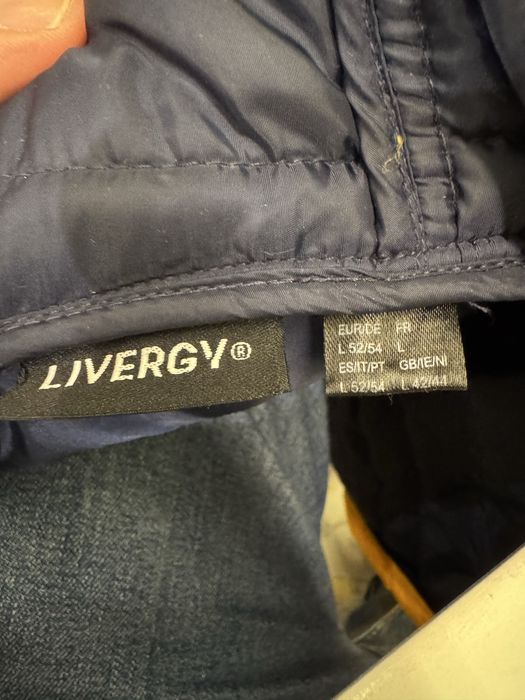 LIVERGY®
EUR/DE FR
L 52/54 L
ES/IT/PT GB/IE/NI
L 52/54 L 42/44